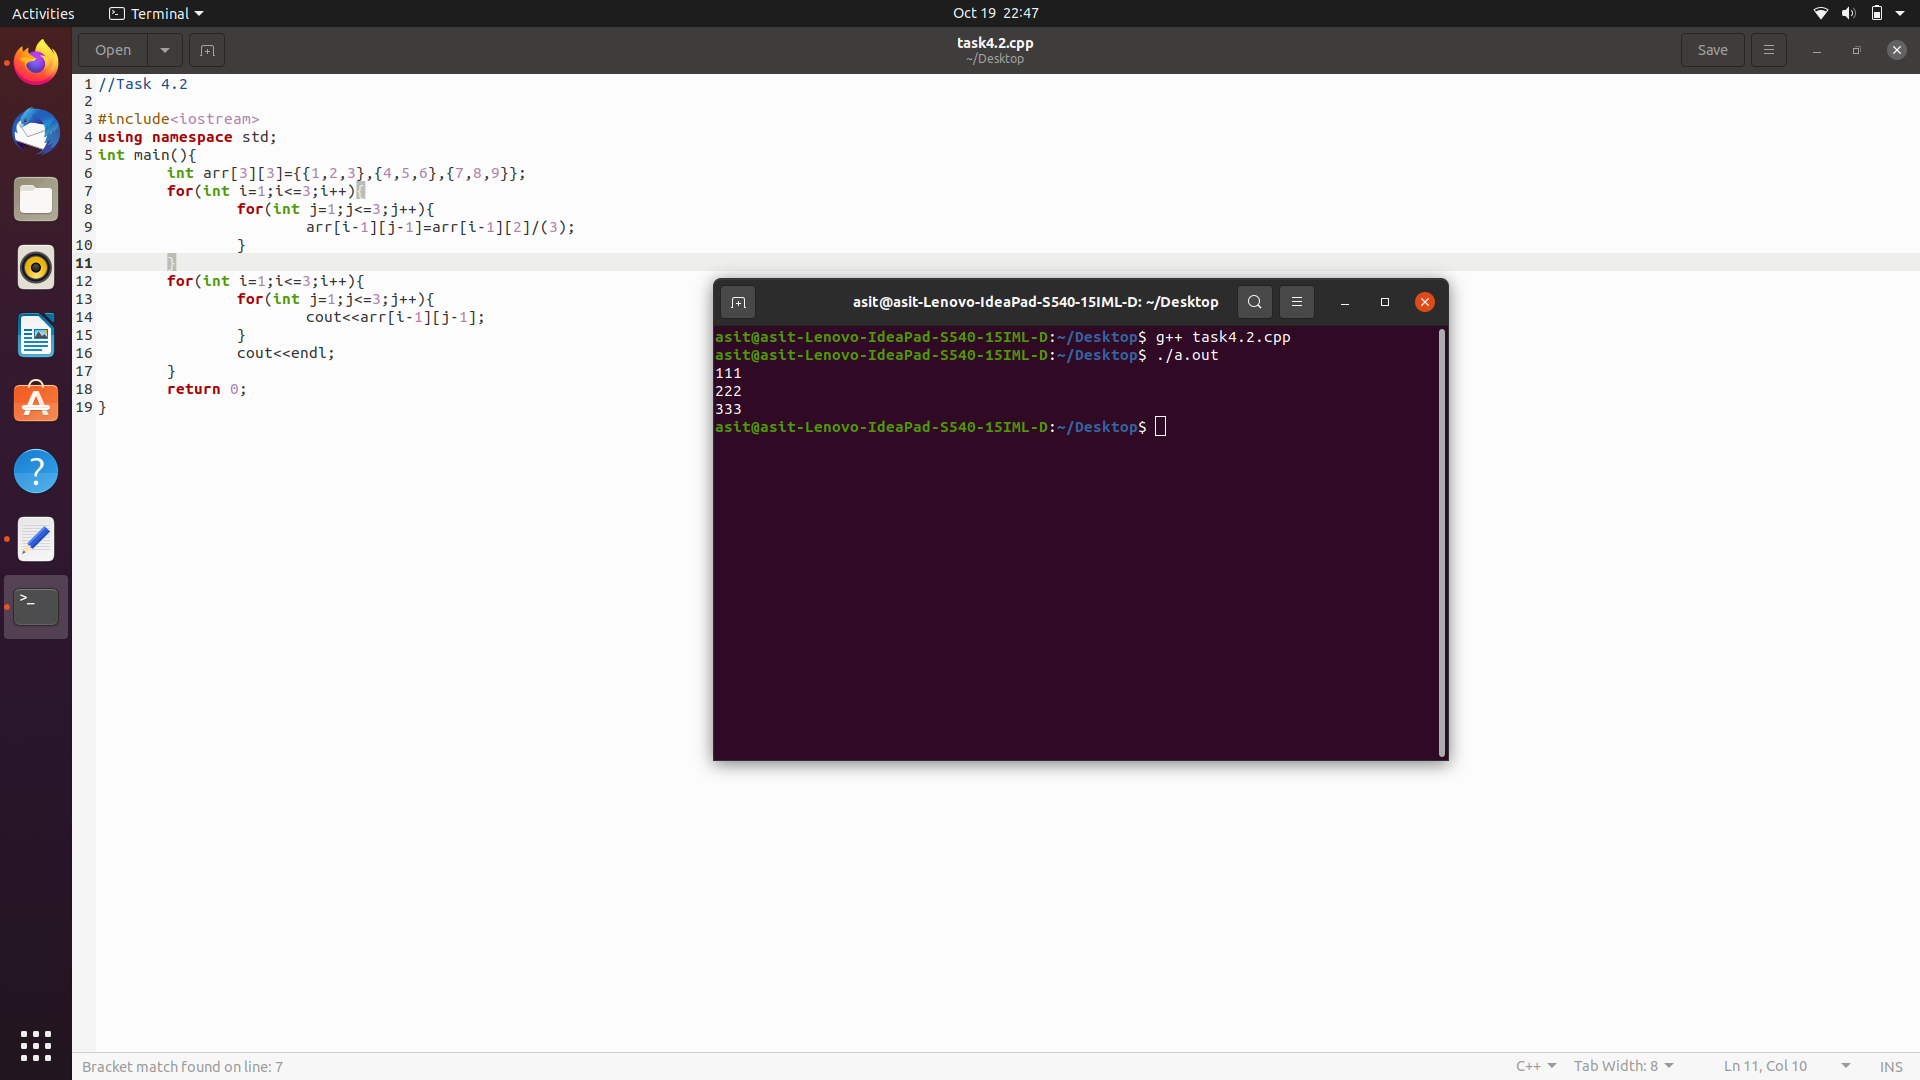 Activities Terminal Oct 19 22:47
Open task4.2.cpp Save
~/Desktop
1 //Task 4.2
2
3 #include<iostream>
4 using namespace std;
5 int main(){
6 int arr[3][3]={{1,2,3},{4,5,6},{7,8,9}};
7 for(int i=1;i<=3;i++){
8 for(int j=1;j<=3;j++){
9 arr[i-1][j-1]=arr[i-1][2]/(3);
10 }
11 }
12 for(int i=1;i<=3;i++){
13 for(int j=1;j<=3;j++){
14 cout<<arr[i-1][j-1];
15 }
16 cout<<endl;
17 }
18 return 0;
19 }
asit@asit-Lenovo-IdeaPad-S540-15IML-D: ~/Desktop
asit@asit-Lenovo-IdeaPad-S540-15IML-D:~/Desktop$ g++ task4.2.cpp
asit@asit-Lenovo-IdeaPad-S540-15IML-D:~/Desktop$ ./a.out
111
222
333
asit@asit-Lenovo-IdeaPad-S540-15IML-D:~/Desktop$
Bracket match found on line: 7 C++ Tab Width: 8 Ln 11, Col 10 INS